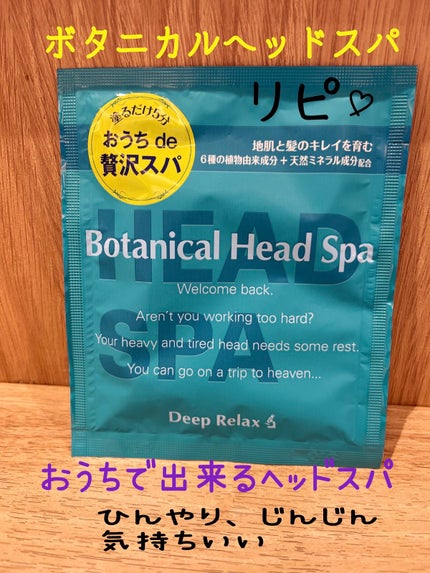 ボタニカルヘッドスパ
リピ♡
塗るだけ5分
おうち de
贅沢スパ
地肌と髪のキレイを育む
6種の植物由来成分+天然ミネラル成分配合
HEAD
Botanical Head Spa
Welcome back.
Aren't you working too hard?
Your heavy and tired head needs some rest.
SPA
You can go on a trip to heaven...
Deep Relax
おうちで出来るヘッドスパ
ひんやり、じんじん
気持ちいい